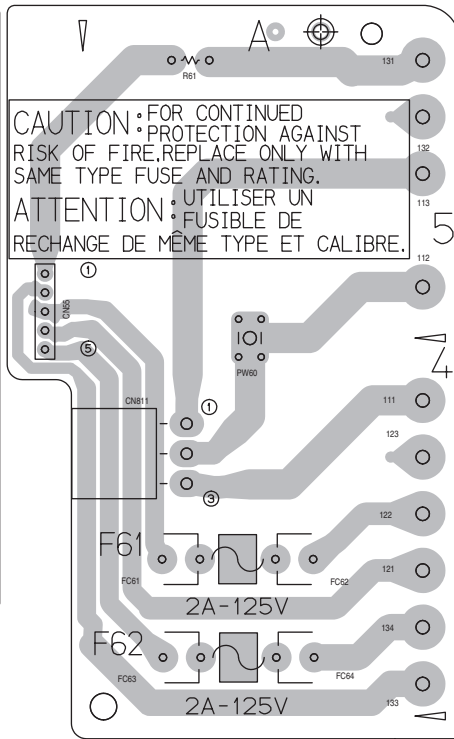 A
R61
131
CAUTION : FOR CONTINUED
PROTECTION AGAINST
RISK OF FIRE,REPLACE ONLY WITH
SAME TYPE FUSE AND RATING.
ATTENTION : UTILISER UN
FUSIBLE DE
RECHANGE DE MÊME TYPE ET CALIBRE.
132
113
5
112
1
CN55
5
PW60
4
CN811
1
111
3
123
122
F61
FC61
FC62
121
2A-125V
F62
134
FC63
FC64
133
2A-125V